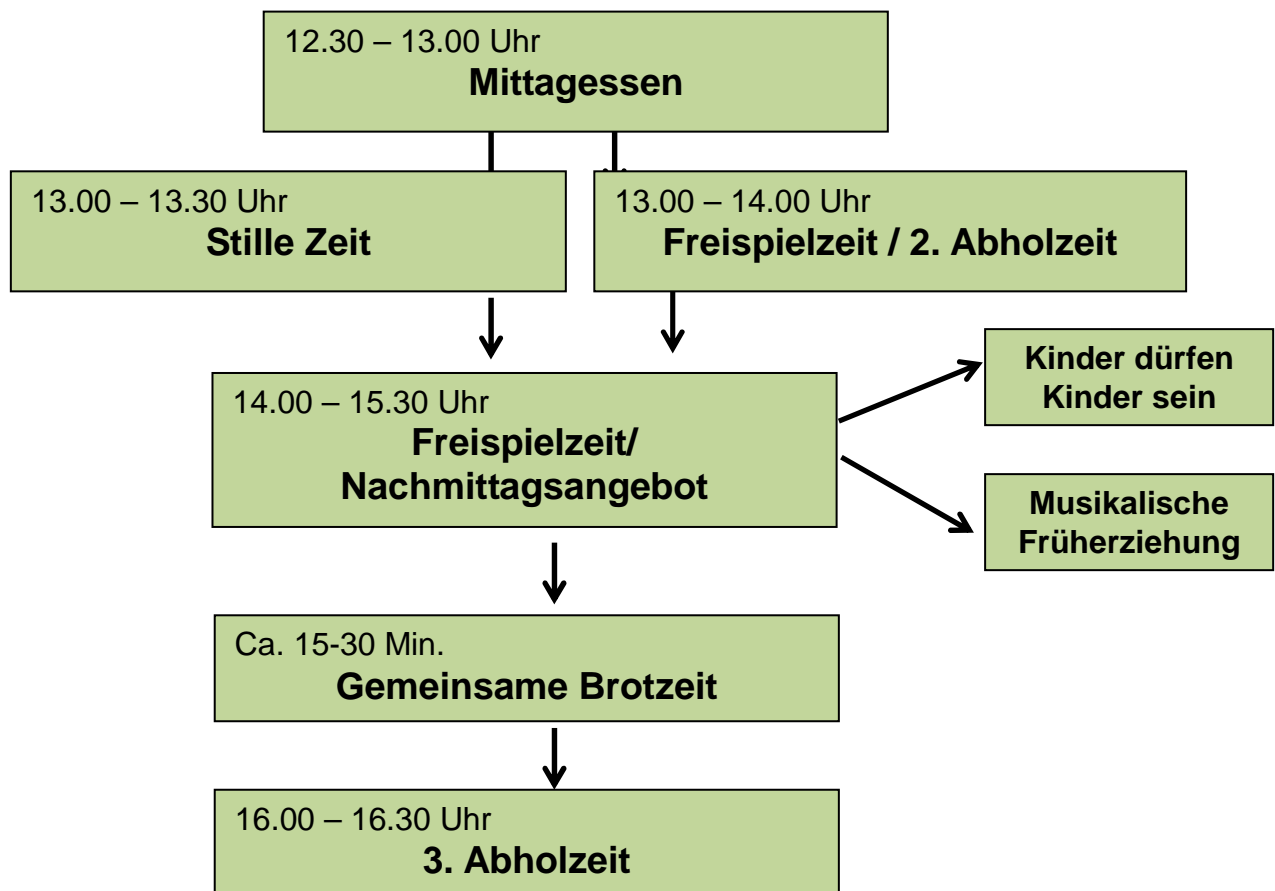 12.30 – 13.00 Uhr
Mittagessen
13.00 – 13.30 Uhr
Stille Zeit
13.00 – 14.00 Uhr
Freispielzeit / 2. Abholzeit
14.00 – 15.30 Uhr
Freispielzeit/
Nachmittagsangebot
Kinder dürfen
Kinder sein
Musikalische
Früherziehung
Ca. 15-30 Min.
Gemeinsame Brotzeit
16.00 – 16.30 Uhr
3. Abholzeit